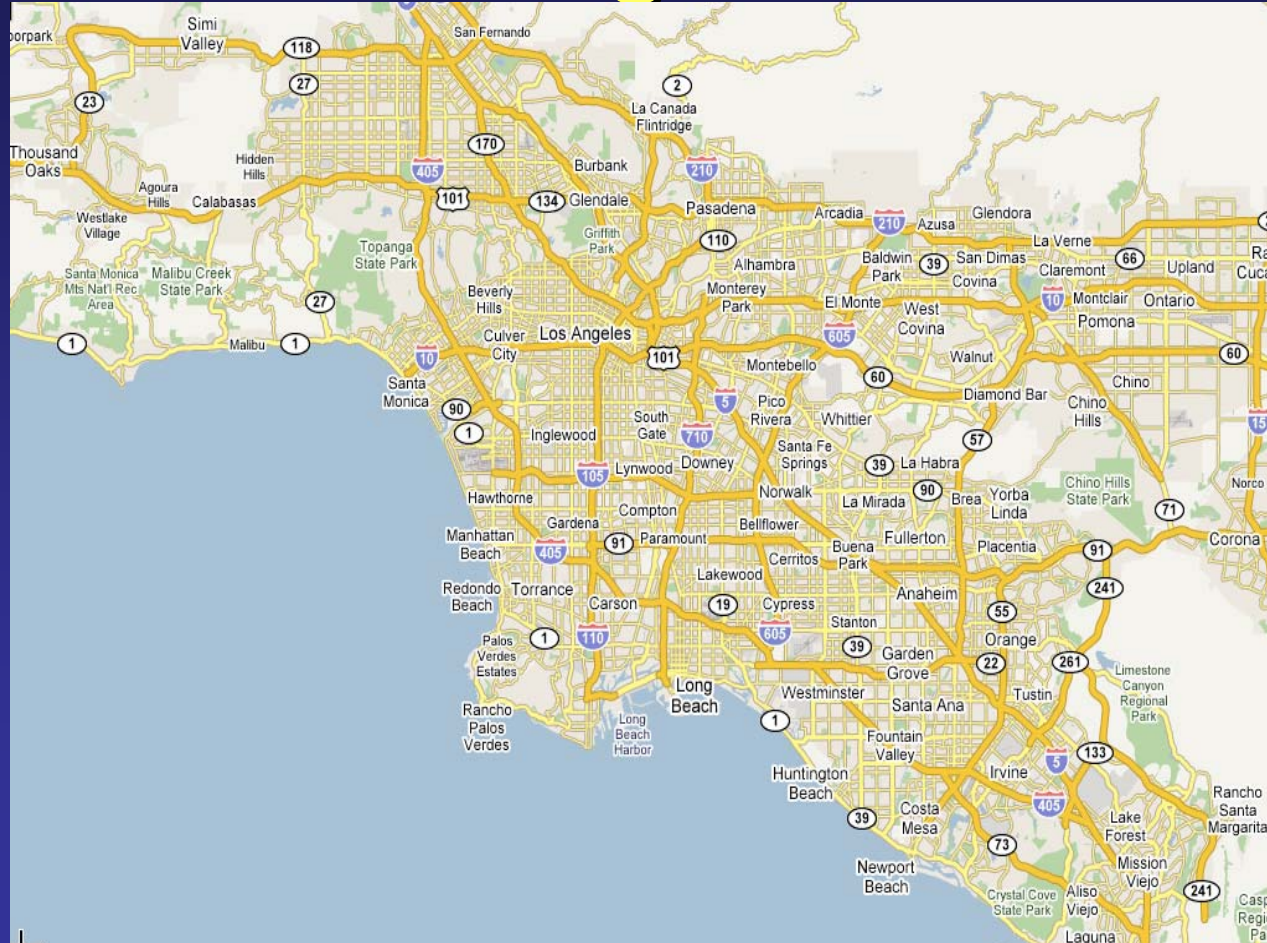 Simi
Valley
118
San Fernando
27
2
23
La Canada
Flintridge
170
Thousand
Oaks
Hidden
Hills
405
Burbank
210
Agoura
Hills
Calabasas
101
134
Glendale
Pasadena
Westlake
Village
Arcadia
210
Azusa
Glendora
Topanga
State Park
Griffith
Park
110
La Verne
66
Alhambra
Baldwin
Park
39
San Dimas
Santa Monica
Mts Nat'l Rec
Area
Malibu Creek
State Park
Claremont
Upland
Covina
27
Beverly
Hills
Monterey
Park
El Monte
West
Covina
10
Montclair
Ontario
Pomona
1
Malibu
1
Culver
City
Los Angeles
605
10
101
Montebello
Walnut
60
60
Santa
Monica
Chino
5
Pico
Rivera
Diamond Bar
Chino
Hills
90
1
South
Gate
Whittier
15
Inglewood
710
57
Santa Fe
Springs
105
Lynwood
Downey
39
La Habra
Chino Hills
State Park
Norco
Hawthorne
Norwalk
La Mirada
90
Brea
Yorba
Linda
71
Compton
Manhattan
Beach
Gardena
Bellflower
405
91
Paramount
Buena
Park
Fullerton
Placentia
91
Corona
Cerritos
Redondo
Beach
Torrance
Lakewood
Anaheim
241
Carson
19
Cypress
55
Stanton
Palos
Verdes
Estates
1
110
605
39
Orange
Garden
Grove
22
261
Limestone
Canyon
Regional
Park
Long
Beach
Westminster
Tustin
Santa Ana
Rancho
Palos
Verdes
Long
Beach
Harbor
1
Fountain
Valley
133
5
Huntington
Beach
Irvine
405
Rancho
Santa
Margarita
39
Costa
Mesa
Lake
Forest
73
Newport
Beach
Mission
Viejo
Crystal Cove
State Park
Aliso
Viejo
241
Laguna